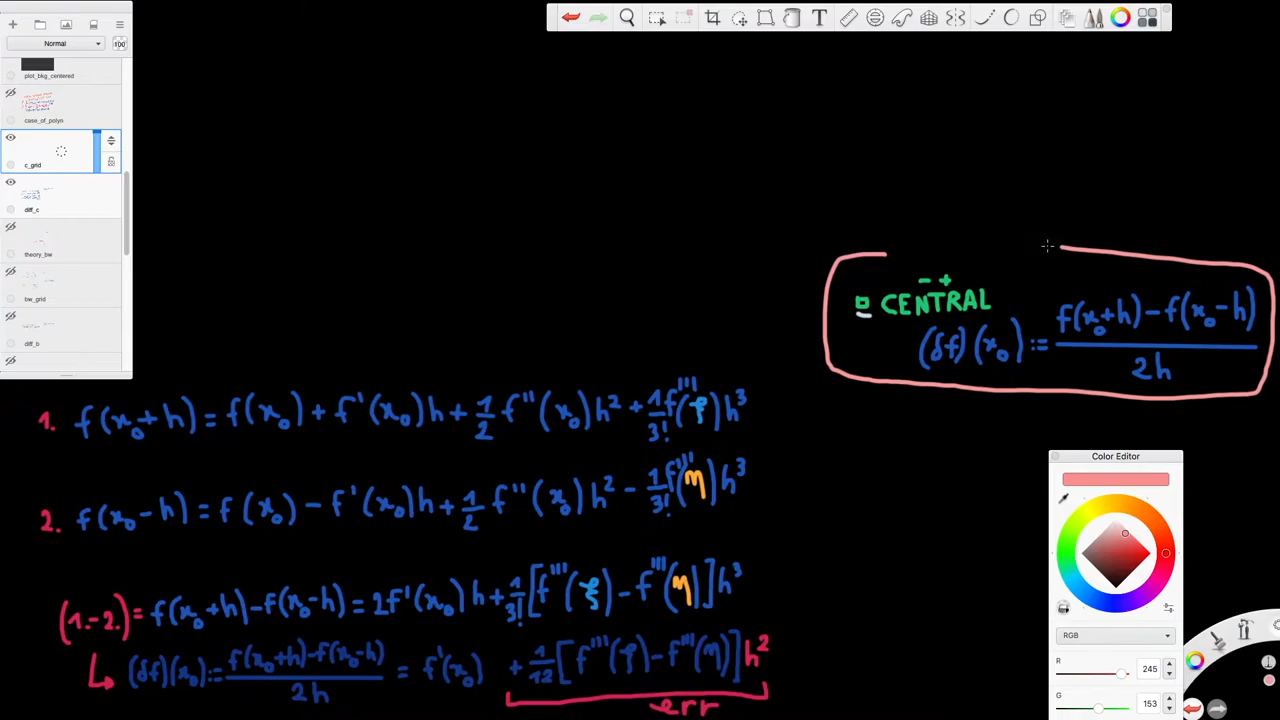 Normal
100
plot_bkg_centered
case_of_polyn
c_grid
diff_c
theory_bw
bw_grid
diff_b
T
- +
CENTRAL
(δf)(x₀) := f(x₀+h) − f(x₀−h) / 2h
1. f(x₀+h) = f(x₀) + f'(x₀)h + 1/2 f''(x₀)h² + 1/3! f'''(ξ)h³
2. f(x₀−h) = f(x₀) − f'(x₀)h + 1/2 f''(x₀)h² − 1/3! f'''(η)h³
(1.-2.) = f(x₀+h) − f(x₀−h) = 2f'(x₀)h + 1/3! [f'''(ξ) − f'''(η)]h³
↳ (δf)(x₀) := f(x₀+h) − f(x₀−h) / 2h = f'(x₀) + 1/12 [f'''(ξ) − f'''(η)]h²
err
Color Editor
RGB
R 245
G 153